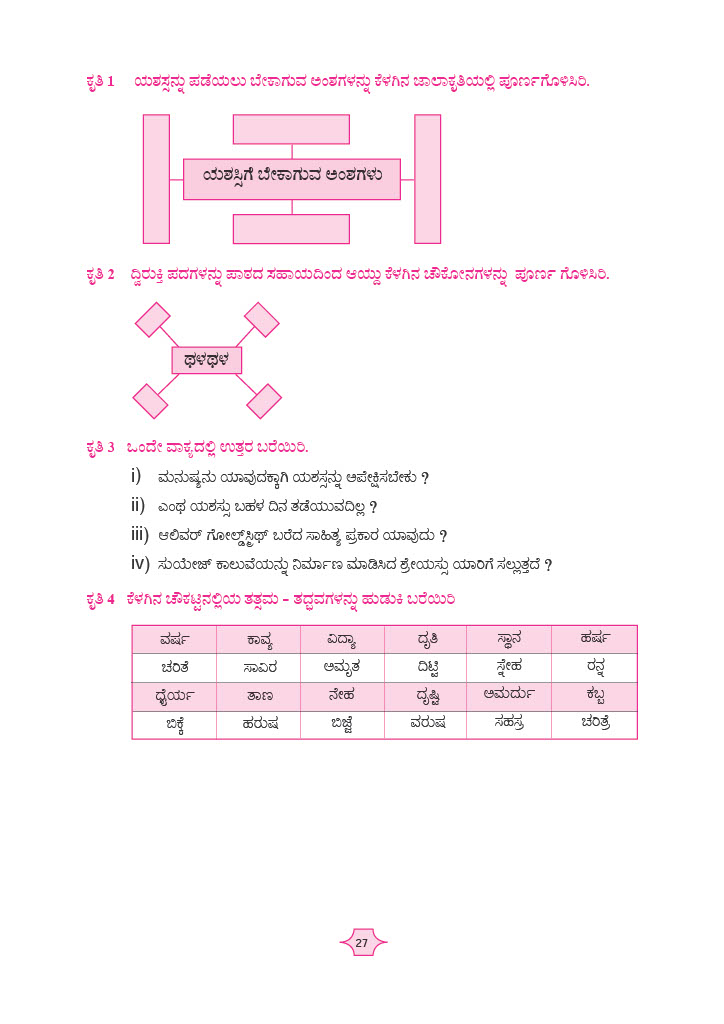 ಕೃತಿ 1 ಯಶಸ್ಸನ್ನು ಪಡೆಯಲು ಬೇಕಾಗುವ ಅಂಶಗಳನ್ನು ಕೆಳಗಿನ ಜಾಲಾಕೃತಿಯಲ್ಲಿ ಪೂರ್ಣಗೊಳಿಸಿರಿ.
ಯಶಸ್ಸಿಗೆ ಬೇಕಾಗುವ ಅಂಶಗಳು
ಕೃತಿ 2 ದ್ವಿರುಕ್ತಿ ಪದಗಳನ್ನು ಪಾಠದ ಸಹಾಯದಿಂದ ಆಯ್ದು ಕೆಳಗಿನ ಚೌಕೋನಗಳನ್ನು ಪೂರ್ಣ ಗೊಳಿಸಿರಿ.
ಥಳಥಳ
ಕೃತಿ 3 ಒಂದೇ ವಾಕ್ಯದಲ್ಲಿ ಉತ್ತರ ಬರೆಯಿರಿ.
i) ಮನುಷ್ಯನು ಯಾವುದಕ್ಕಾಗಿ ಯಶಸ್ಸನ್ನು ಅಪೇಕ್ಷಿಸಬೇಕು ?
ii) ಎಂಥ ಯಶಸ್ಸು ಬಹಳ ದಿನ ತಡೆಯುವದಿಲ್ಲ ?
iii) ಆಲಿವರ್ ಗೋಲ್ಡ್‌ಸ್ಮಿಥ್ ಬರೆದ ಸಾಹಿತ್ಯ ಪ್ರಕಾರ ಯಾವುದು ?
iv) ಸುಯೇಜ್ ಕಾಲುವೆಯನ್ನು ನಿರ್ಮಾಣ ಮಾಡಿಸಿದ ಶ್ರೇಯಸ್ಸು ಯಾರಿಗೆ ಸಲ್ಲುತ್ತದೆ ?
ಕೃತಿ 4 ಕೆಳಗಿನ ಚೌಕಟ್ಟಿನಲ್ಲಿಯ ತತ್ಸಮ – ತದ್ಭವಗಳನ್ನು ಹುಡುಕಿ ಬರೆಯಿರಿ
ವರ್ಷ ಕಾವ್ಯ ವಿದ್ಯಾ ದೃತಿ ಸ್ಥಾನ ಹರ್ಷ
ಚರಿತೆ ಸಾವಿರ ಅಮೃತ ದಿಟ್ಟಿ ಸ್ನೇಹ ರನ್ನ
ಧೈರ್ಯ ತಾಣ ನೇಹ ದೃಷ್ಟಿ ಅಮರ್ದು ಕಬ್ಬ
ಬಿಕ್ಕೆ ಹರುಷ ಬಿಜ್ಜೆ ವರುಷ ಸಹಸ್ರ ಚರಿತ್ರೆ
27